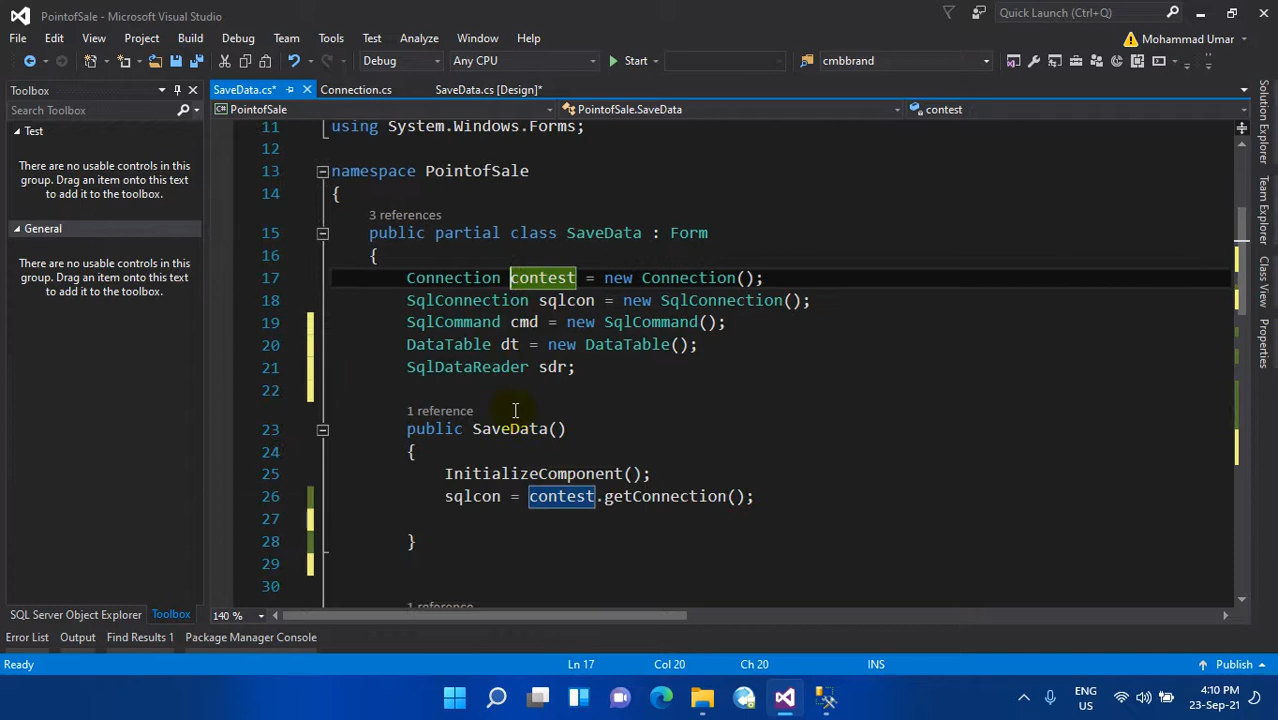 PointofSale - Microsoft Visual Studio
Quick Launch (Ctrl+Q)
File Edit View Project Build Debug Team Tools Test Analyze Window Help
Mohammad Umar
Debug Any CPU Start cmbbrand
Toolbox
SaveData.cs* Connection.cs SaveData.cs [Design]*
Search Toolbox
PointofSale PointofSale.SaveData contest
Test
There are no usable controls in this
group. Drag an item onto this text
to add it to the toolbox.
General
There are no usable controls in this
group. Drag an item onto this text
to add it to the toolbox.
11 using System.Windows.Forms;
12
13 namespace PointofSale
14 {
3 references
15 public partial class SaveData : Form
16 {
17 Connection contest = new Connection();
18 SqlConnection sqlcon = new SqlConnection();
19 SqlCommand cmd = new SqlCommand();
20 DataTable dt = new DataTable();
21 SqlDataReader sdr;
22
1 reference
23 public SaveData()
24 {
25 InitializeComponent();
26 sqlcon = contest.getConnection();
27
28 }
29
30
1 reference
Solution Explorer
Team Explorer
Test Explorer
Properties
SQL Server Object Explorer Toolbox
140 %
Error List Output Find Results 1 Package Manager Console
Ready Ln 17 Col 20 Ch 20 INS Publish
ENG
US
4:10 PM
23-Sep-21